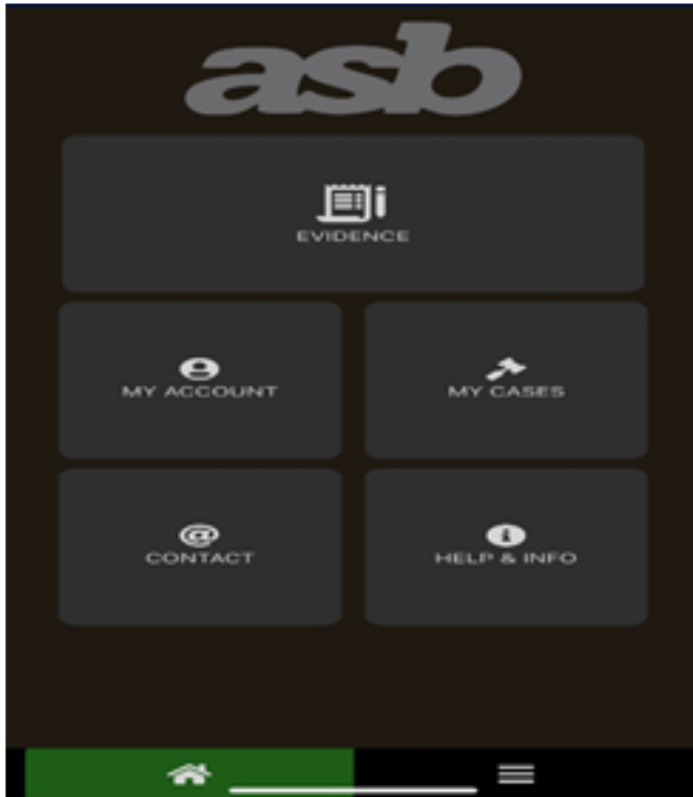 asb
EVIDENCE
MY ACCOUNT
MY CASES
CONTACT
HELP & INFO